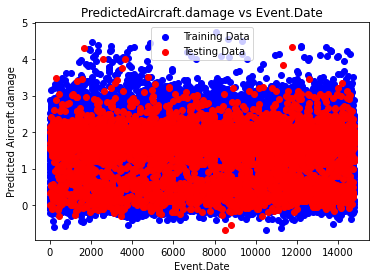 PredictedAircraft.damage vs Event.Date
Training Data
Testing Data
Predicted Aircraft.damage
5
4
3
2
1
0
0 2000 4000 6000 8000 10000 12000 14000
Event.Date